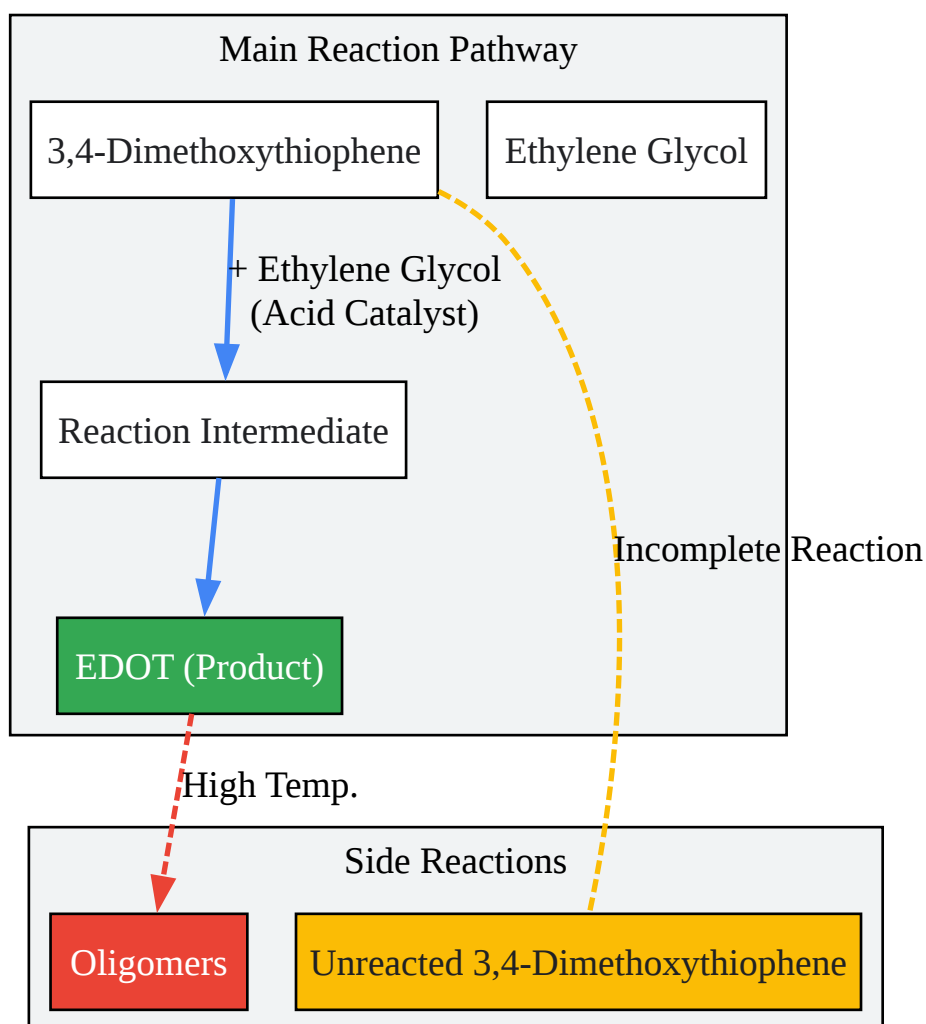 Main Reaction Pathway
3,4-Dimethoxythiophene
Ethylene Glycol
+ Ethylene Glycol
(Acid Catalyst)
Reaction Intermediate
Incomplete Reaction
EDOT (Product)
High Temp.
Side Reactions
Oligomers
Unreacted 3,4-Dimethoxythiophene